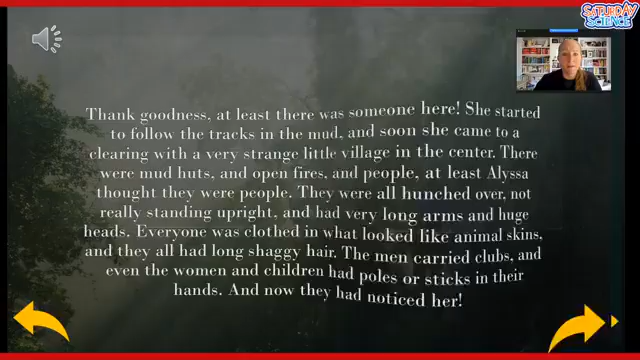 SATURDAY
SCIENCE
Thank goodness, at least there was someone here! She started
to follow the tracks in the mud, and soon she came to a
clearing with a very strange little village in the center. There
were mud huts, and open fires, and people, at least Alyssa
thought they were people. They were all hunched over, not
really standing upright, and had very long arms and huge
heads. Everyone was clothed in what looked like animal skins,
and they all had long shaggy hair. The men carried clubs, and
even the women and children had poles or sticks in their
hands. And now they had noticed her!